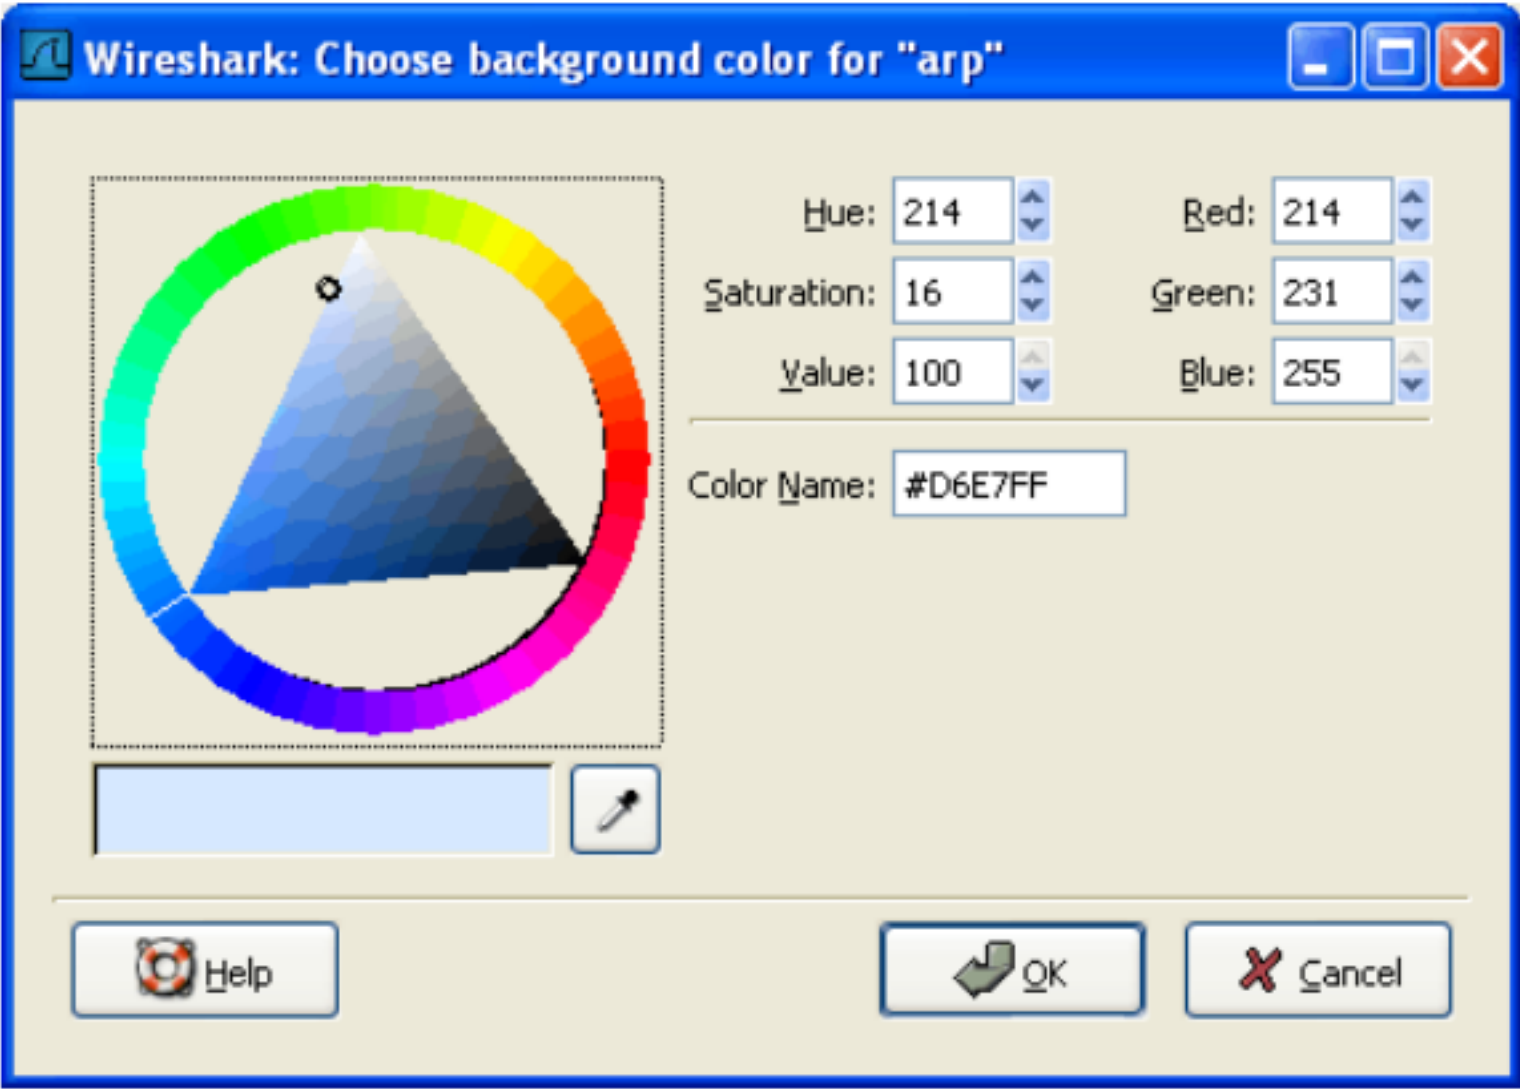 Wireshark: Choose background color for "arp"
Hue: 214 Red: 214
Saturation: 16 Green: 231
Value: 100 Blue: 255
Color Name: #D6E7FF
Help OK Cancel